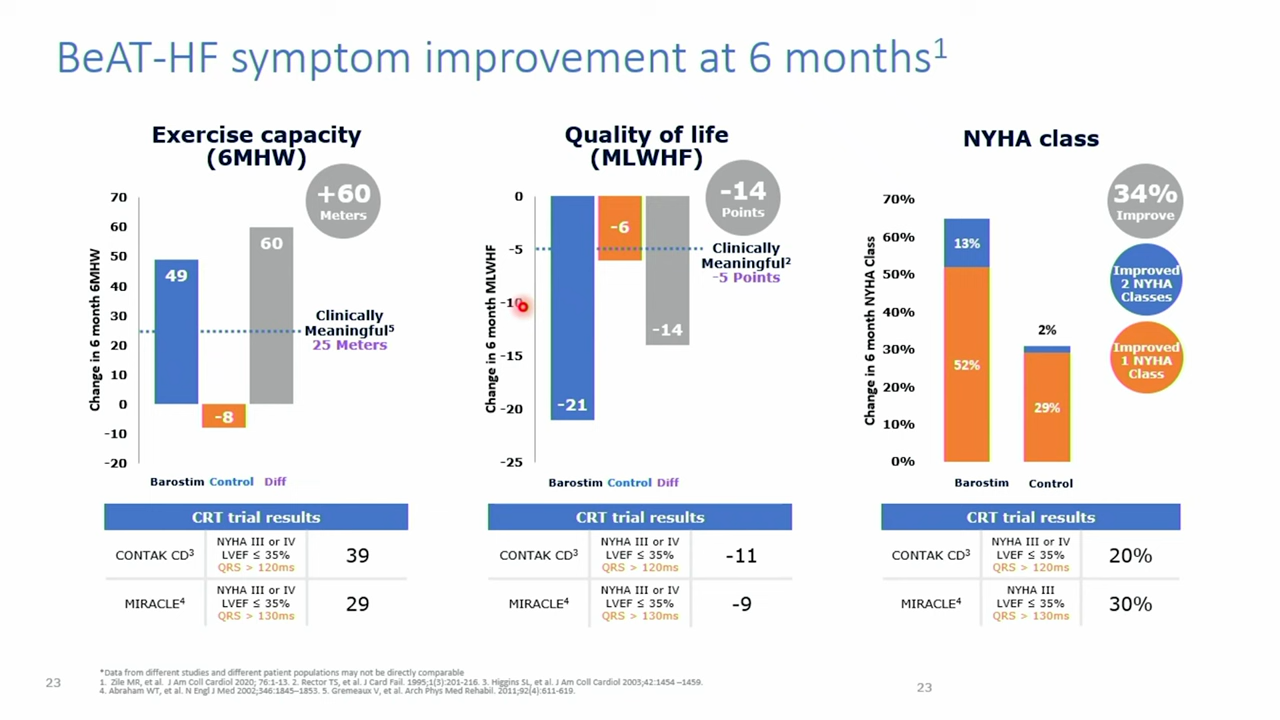 BeAT-HF symptom improvement at 6 months1
Exercise capacity
(6MHW)
+60
Meters
Change in 6 month 6MHW
70
60
50
40
30
20
10
0
-10
-20
49
-8
60
Clinically
Meaningful5
25 Meters
Barostim Control Diff
CRT trial results
CONTAK CD3
NYHA III or IV
LVEF ≤ 35%
QRS > 120ms
39
MIRACLE4
NYHA III or IV
LVEF ≤ 35%
QRS > 130ms
29
Quality of life
(MLWHF)
-14
Points
Change in 6 month MLWHF
0
-5
-10
-15
-20
-25
-21
-6
-14
Clinically
Meaningful2
-5 Points
Barostim Control Diff
CRT trial results
CONTAK CD3
NYHA III or IV
LVEF ≤ 35%
QRS > 120ms
-11
MIRACLE4
NYHA III or IV
LVEF ≤ 35%
QRS > 130ms
-9
NYHA class
34%
Improve
Improved
2 NYHA
Classes
Improved
1 NYHA
Class
Change in 6 month NYHA Class
70%
60%
50%
40%
30%
20%
10%
0%
13%
52%
2%
29%
Barostim Control
CRT trial results
CONTAK CD3
NYHA III or IV
LVEF ≤ 35%
QRS > 120ms
20%
MIRACLE4
NYHA III
LVEF ≤ 35%
QRS > 130ms
30%
23
*Data from different studies and different patient populations may not be directly comparable
1. Zile MR, et al. J Am Coll Cardiol 2020; 76:1-13. 2. Rector TS, et al. J Card Fail. 1995;1(3):201-216. 3. Higgins SL, et al. J Am Coll Cardiol 2003;42:1454 –1459.
4. Abraham WT, et al. N Engl J Med 2002;346:1845–1853. 5. Gremeaux V, et al. Arch Phys Med Rehabil. 2011;92(4):611-619.
23